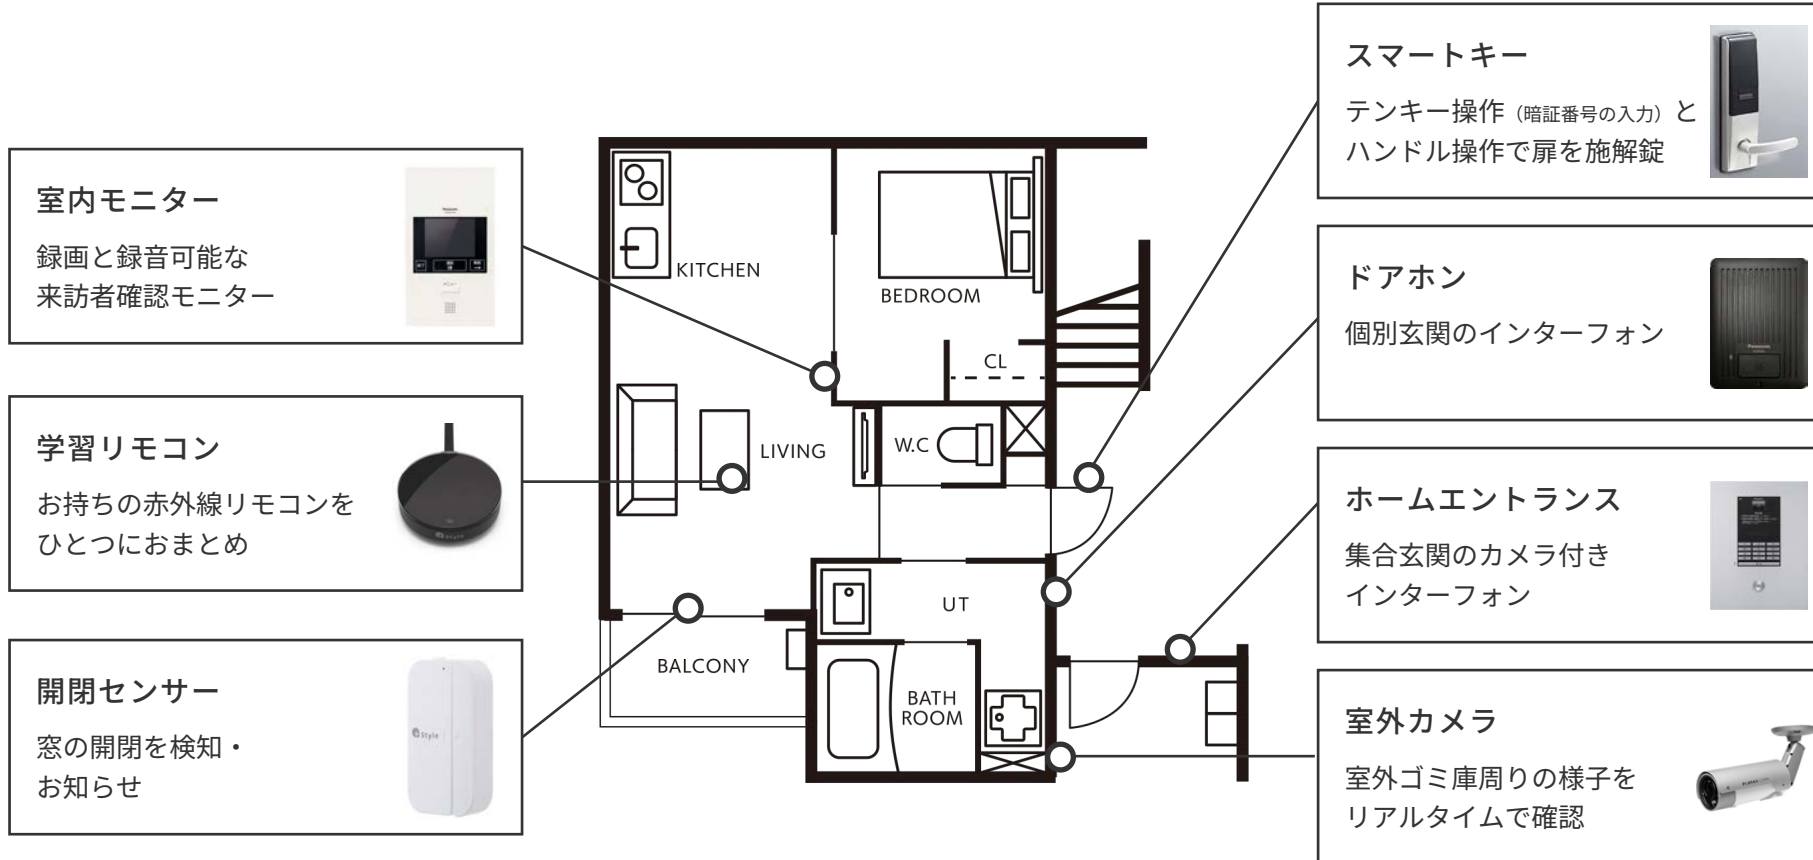 室内モニター
録画と録音可能な
来訪者確認モニター
学習リモコン
お持ちの赤外線リモコンを
ひとつにおまとめ
Style
開閉センサー
窓の開閉を検知・
お知らせ
Style
KITCHEN
BEDROOM
CL
LIVING
W.C
UT
BALCONY
BATH
ROOM
スマートキー
テンキー操作（暗証番号の入力）と
ハンドル操作で扉を施解錠
ドアホン
個別玄関のインターフォン
Panasonic
ホームエントランス
集合玄関のカメラ付き
インターフォン
室外カメラ
室外ゴミ庫周りの様子を
リアルタイムで確認